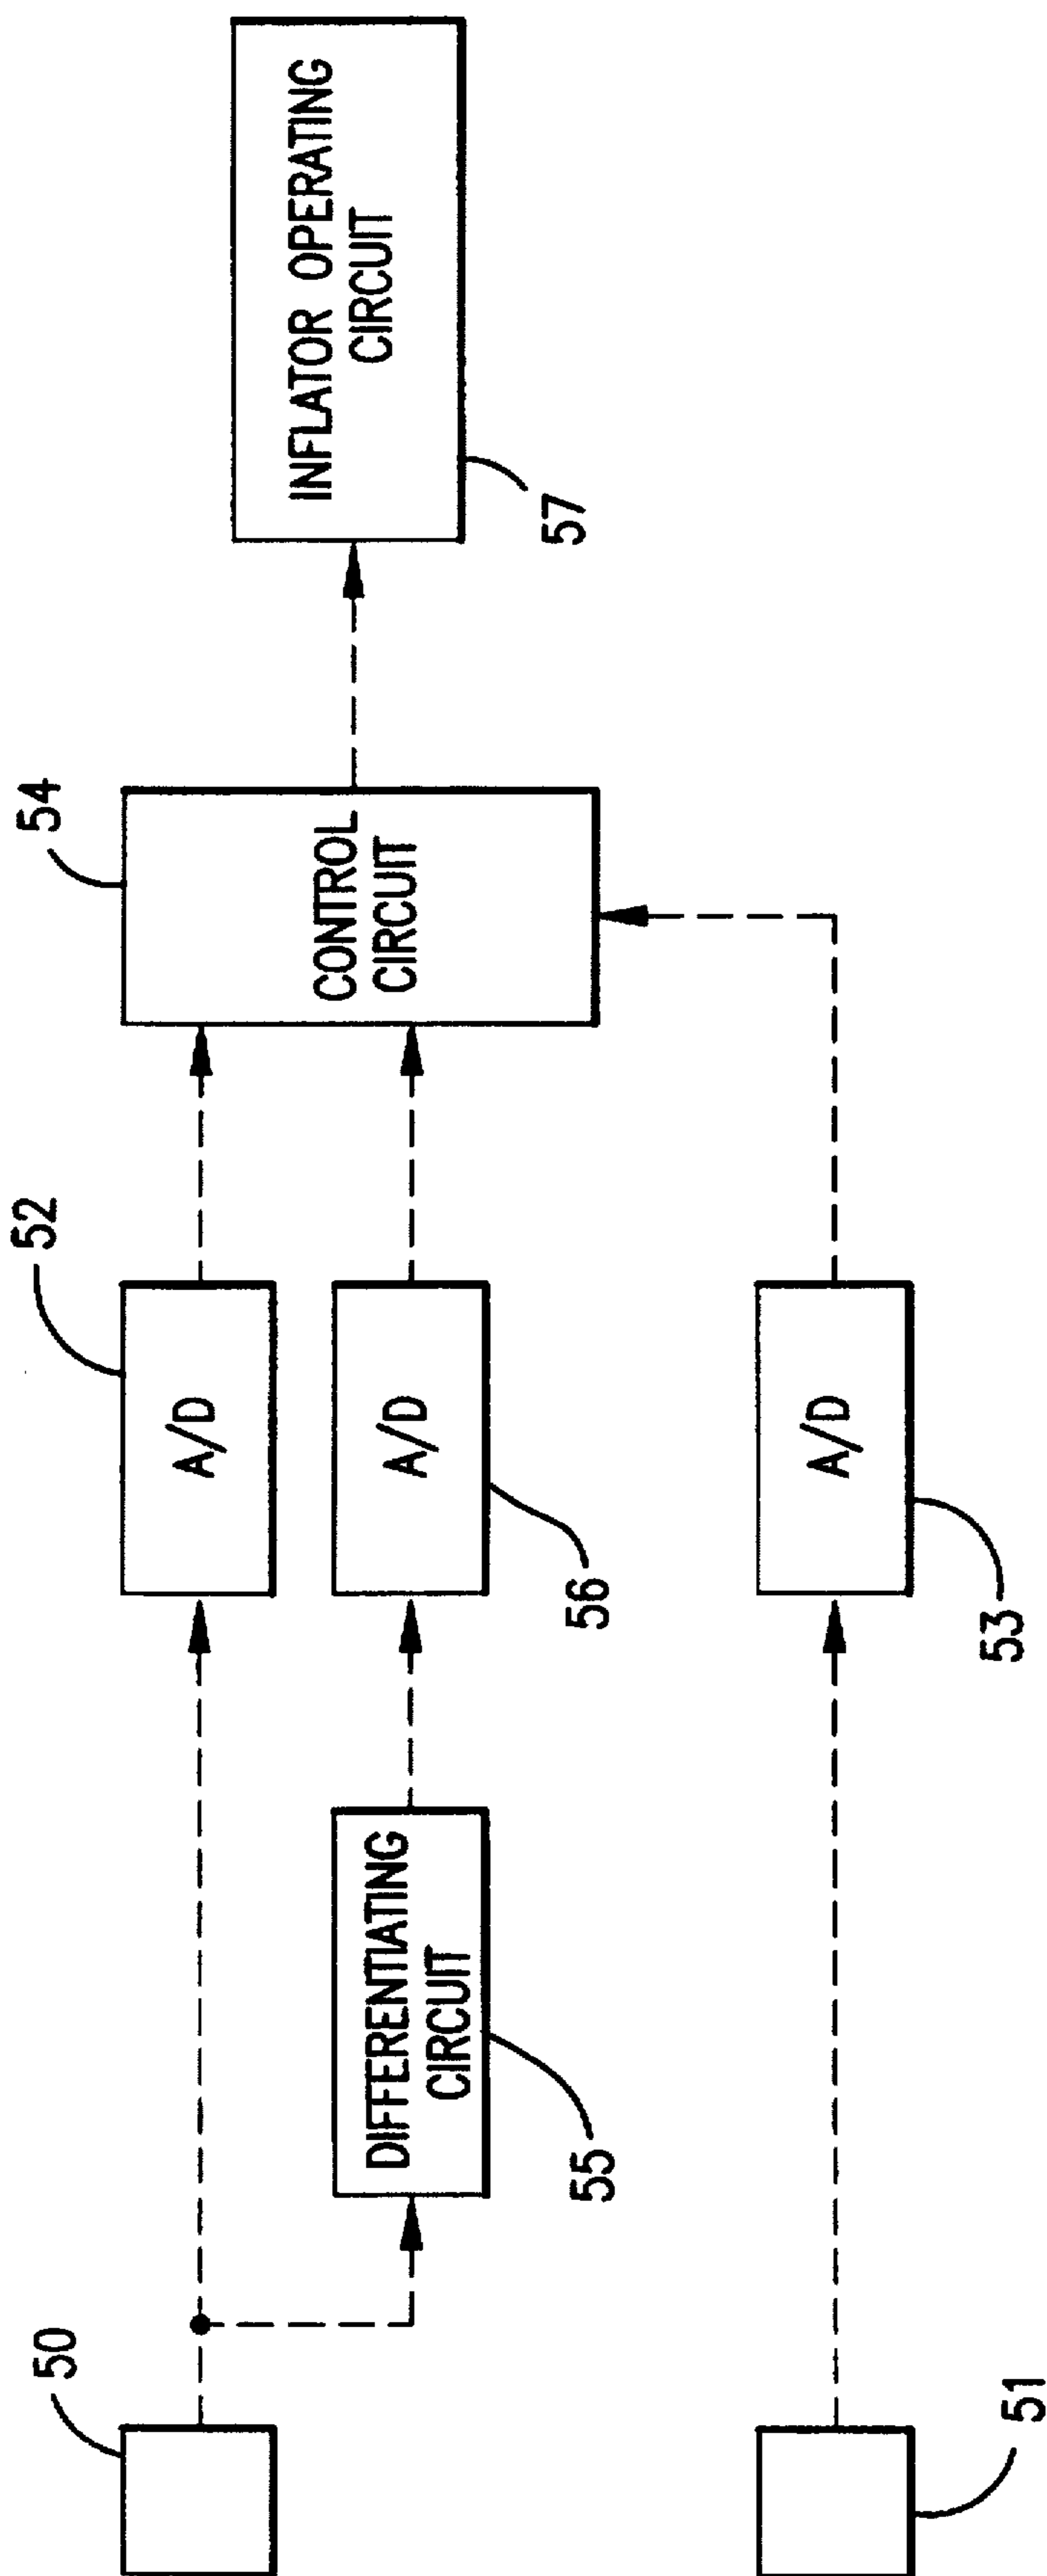 50
52
A/D
54
CONTROL
CIRCUIT
INFLATOR OPERATING
CIRCUIT
57
DIFFERENTIATING
CIRCUIT
55
A/D
56
51
A/D
53